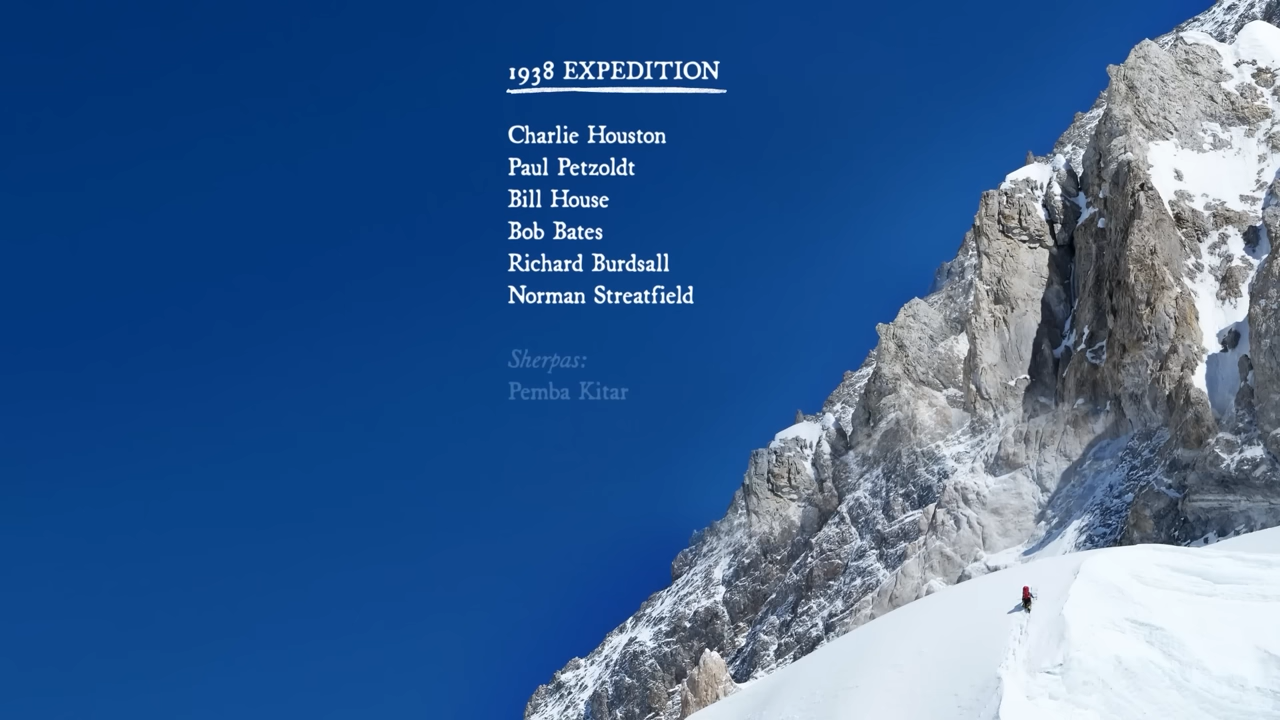 1938 EXPEDITION
Charlie Houston
Paul Petzoldt
Bill House
Bob Bates
Richard Burdsall
Norman Streatfield
Sherpas:
Pemba Kitar